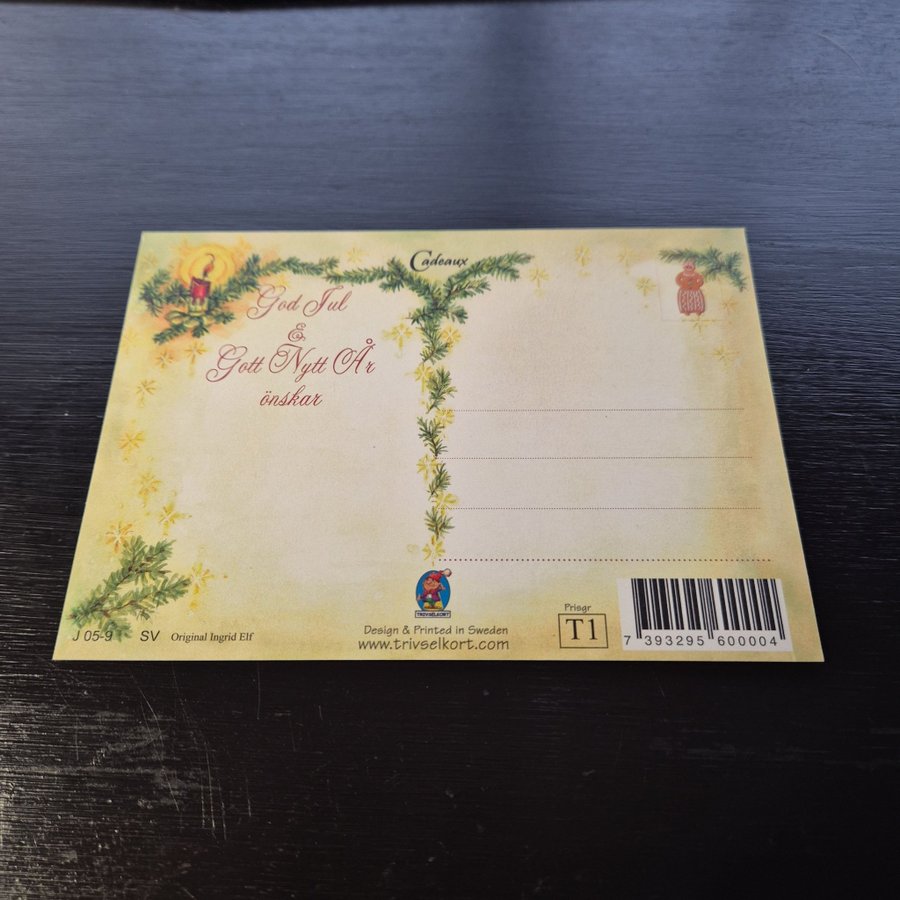 Cadeaux
God Jul
&
Gott Nytt År
önskar
TRIVSELKORT
J 05-9 SV Original Ingrid Elf
Design & Printed in Sweden
www.trivselkort.com
Prisgr
T1
7 393295 600004